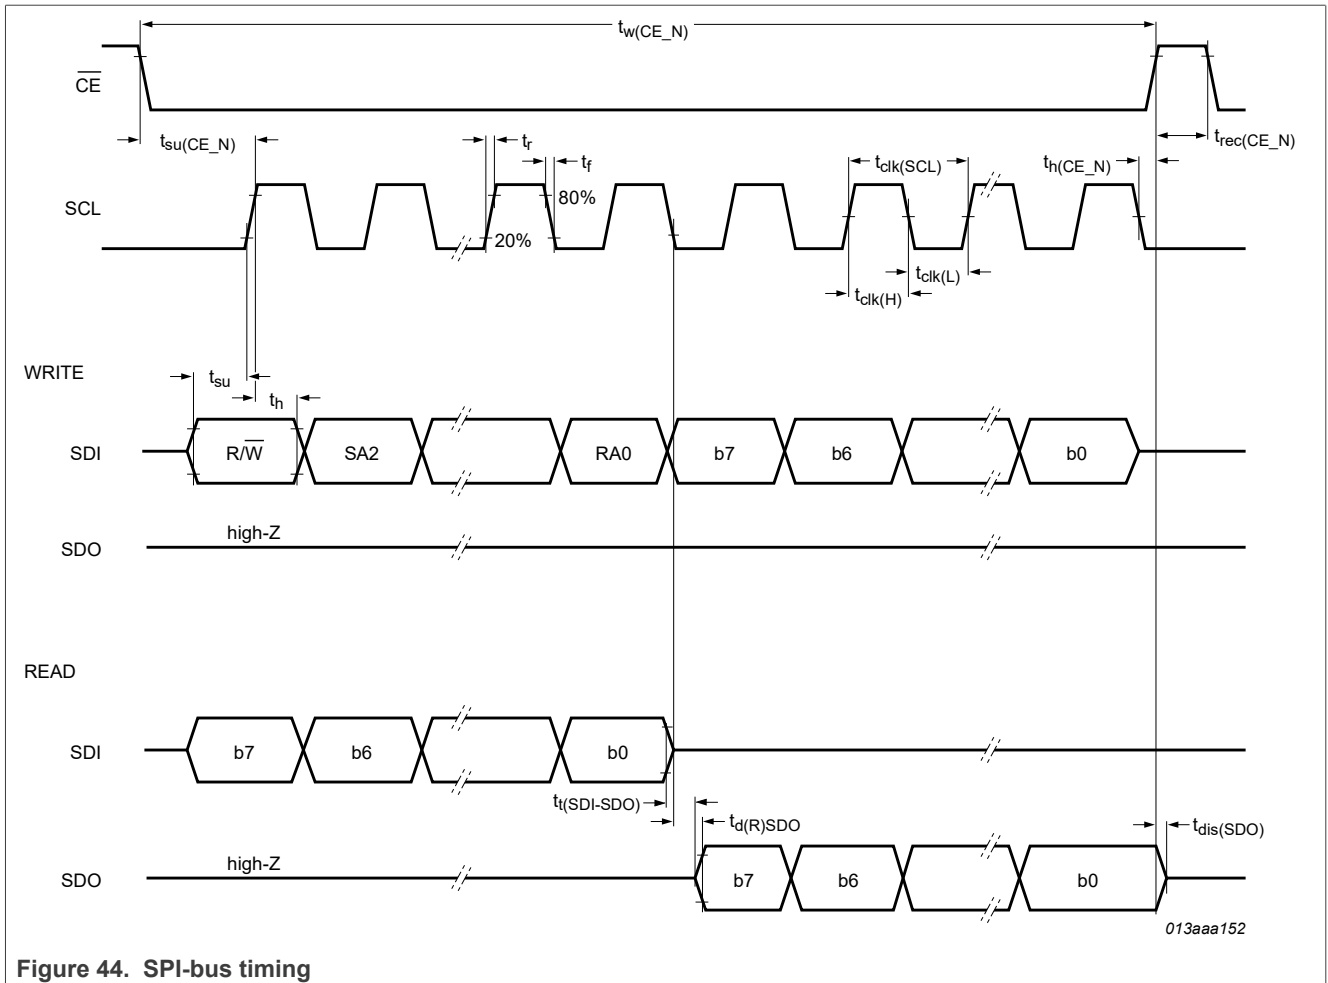 tw(CE_N)
CE
tsu(CE_N)
tr
tf
tclk(SCL)
th(CE_N)
trec(CE_N)
SCL
80%
20%
tclk(L)
tclk(H)
WRITE
tsu
th
SDI
R/W
SA2
RA0
b7
b6
b0
SDO
high-Z
READ
SDI
b7
b6
b0
tt(SDI-SDO)
td(R)SDO
tdis(SDO)
SDO
high-Z
b7
b6
b0
013aaa152
Figure 44. SPI-bus timing